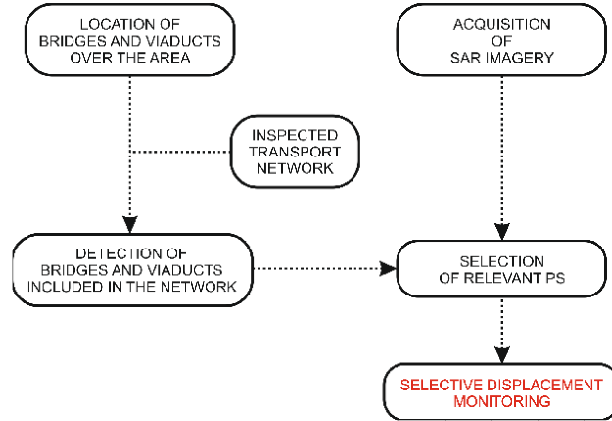 LOCATION OF
BRIDGES AND VIADUCTS
OVER THE AREA
ACQUISITION
OF
SAR IMAGERY
INSPECTED
TRANSPORT
NETWORK
DETECTION OF
BRIDGES AND VIADUCTS
INCLUDED IN THE NETWORK
SELECTION
OF RELEVANT PS
SELECTIVE DISPLACEMENT
MONITORING